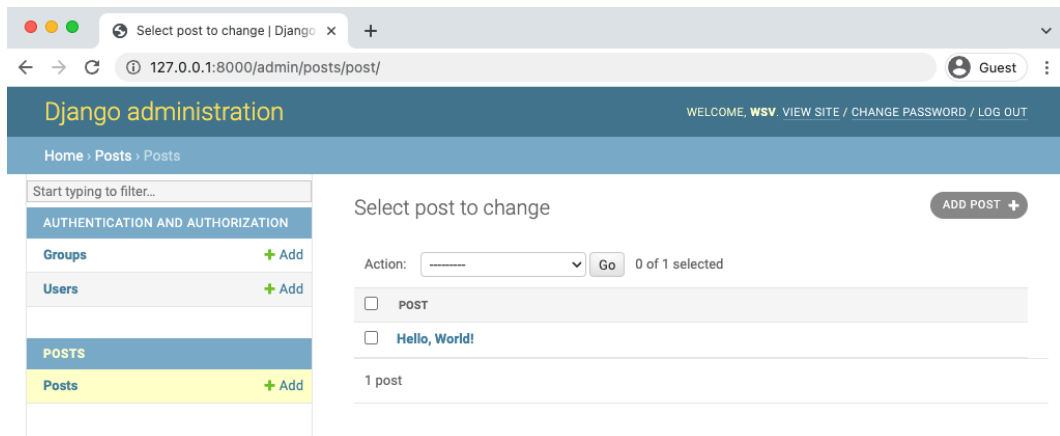 Select post to change | Django
127.0.0.1:8000/admin/posts/post/
Guest
Django administration
WELCOME, WSV. VIEW SITE / CHANGE PASSWORD / LOG OUT
Home › Posts › Posts
Start typing to filter...
AUTHENTICATION AND AUTHORIZATION
Groups + Add
Users + Add
POSTS
Posts + Add
Select post to change
ADD POST +
Action: --------- Go 0 of 1 selected
POST
Hello, World!
1 post